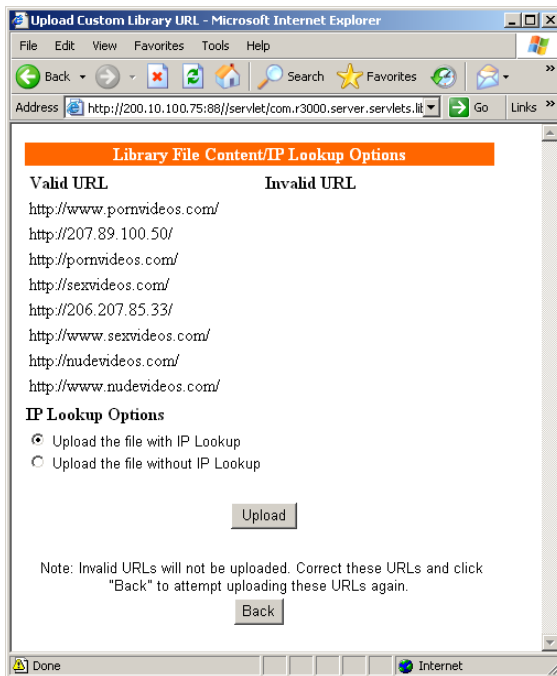 Upload Custom Library URL - Microsoft Internet Explorer
File Edit View Favorites Tools Help
Back Search Favorites
Address http://200.10.100.75:88//servlet/com.r3000.server.servlets.lit Go Links
Library File Content/IP Lookup Options
Valid URL Invalid URL
http://www.pornvideos.com/
http://207.89.100.50/
http://pornvideos.com/
http://sexvideos.com/
http://206.207.85.33/
http://www.sexvideos.com/
http://nudevideos.com/
http://www.nudevideos.com/
IP Lookup Options
Upload the file with IP Lookup
Upload the file without IP Lookup
Upload
Note: Invalid URLs will not be uploaded. Correct these URLs and click
"Back" to attempt uploading these URLs again.
Back
Done Internet